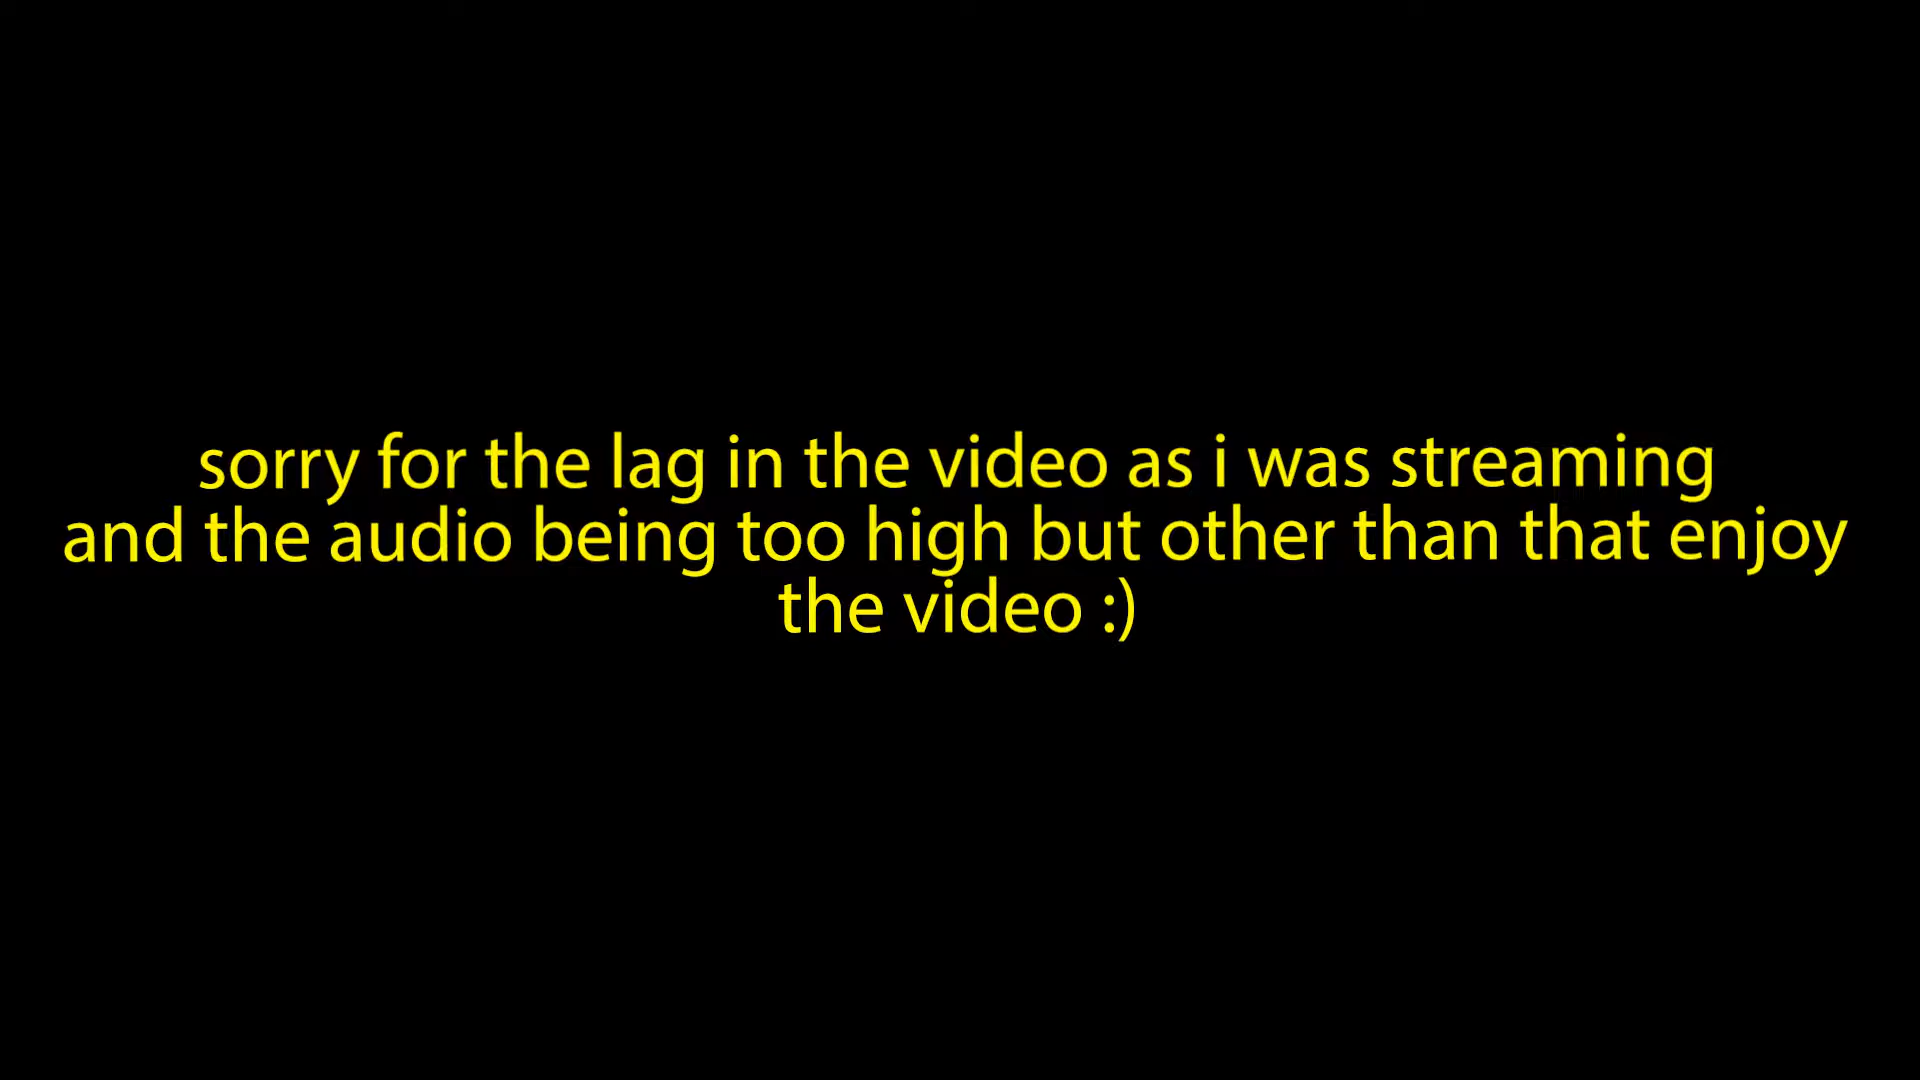 sorry for the lag in the video as i was streaming
and the audio being too high but other than that enjoy
the video :)